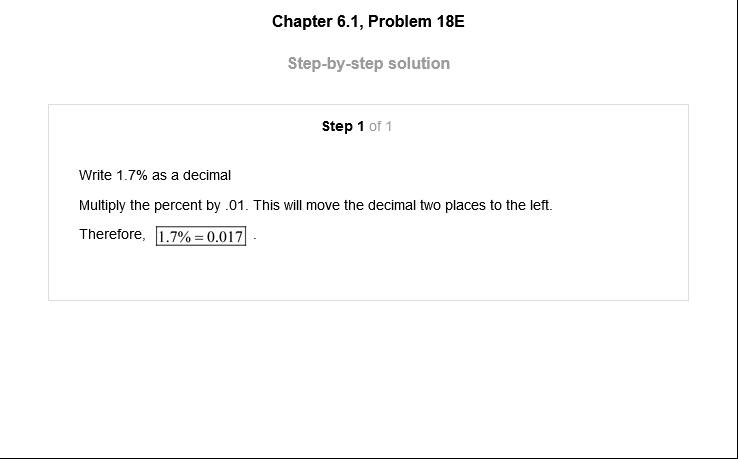 Chapter 6.1, Problem 18E
Step-by-step solution
Step 1 of 1
Write 1.7% as a decimal
Multiply the percent by .01. This will move the decimal two places to the left.
Therefore, 1.7% = 0.017 .